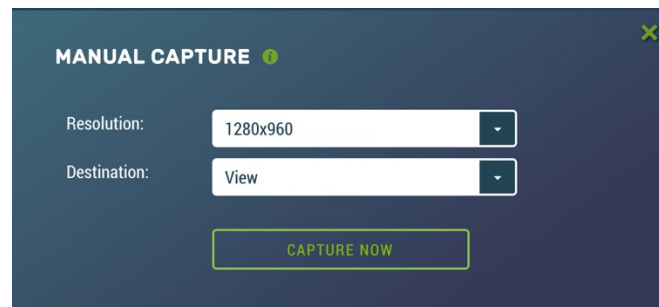 MANUAL CAPTURE i
Resolution: 1280x960
Destination: View
CAPTURE NOW